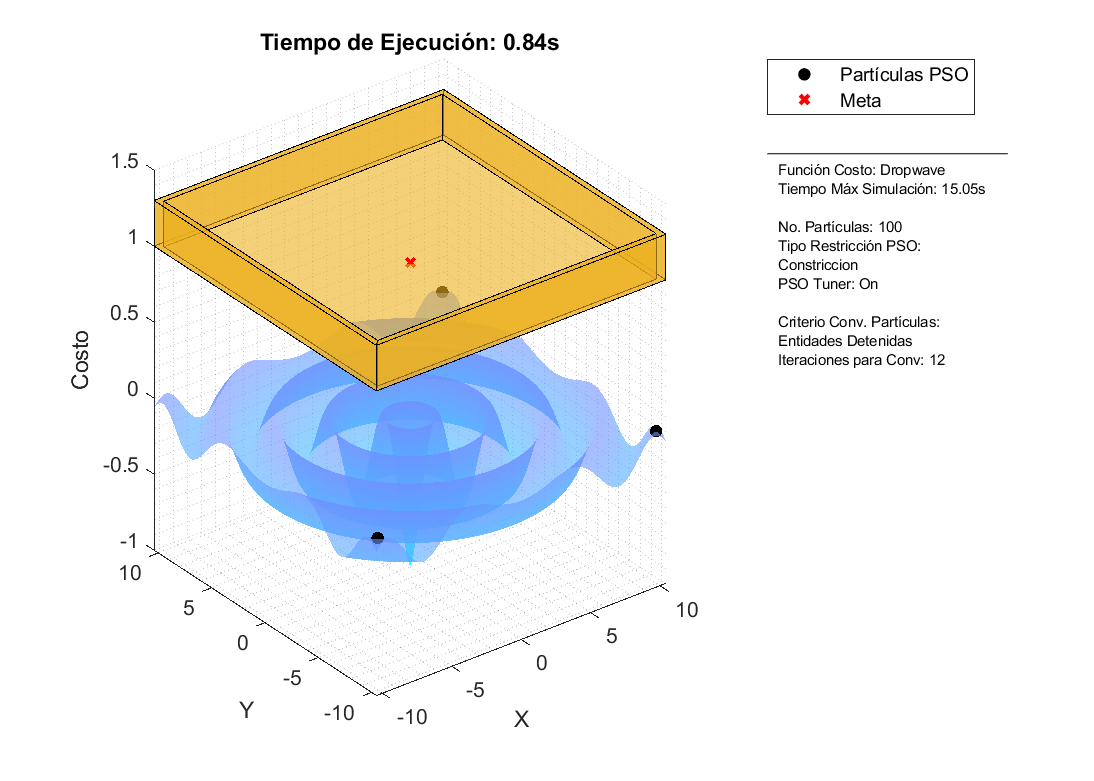 Tiempo de Ejecución: 0.84s
Partículas PSO
Meta
Función Costo: Dropwave
Tiempo Máx Simulación: 15.05s
No. Partículas: 100
Tipo Restricción PSO:
Constriccion
PSO Tuner: On
Criterio Conv. Partículas:
Entidades Detenidas
Iteraciones para Conv: 12
Costo
1.5
1
0.5
0
-0.5
-1
10
5
0
-5
-10
Y
-10
-5
0
5
10
X